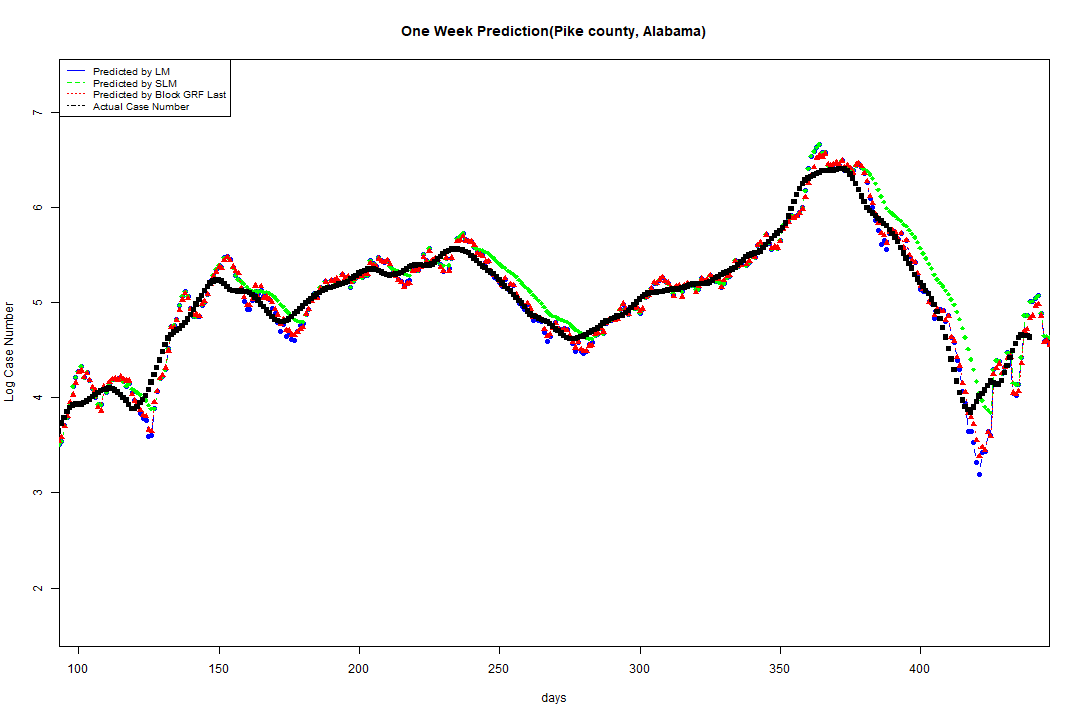 One Week Prediction(Pike county, Alabama)
Predicted by LM
Predicted by SLM
Predicted by Block GRF Last
Actual Case Number
7
6
5
4
3
2
Log Case Number
100 150 200 250 300 350 400
days